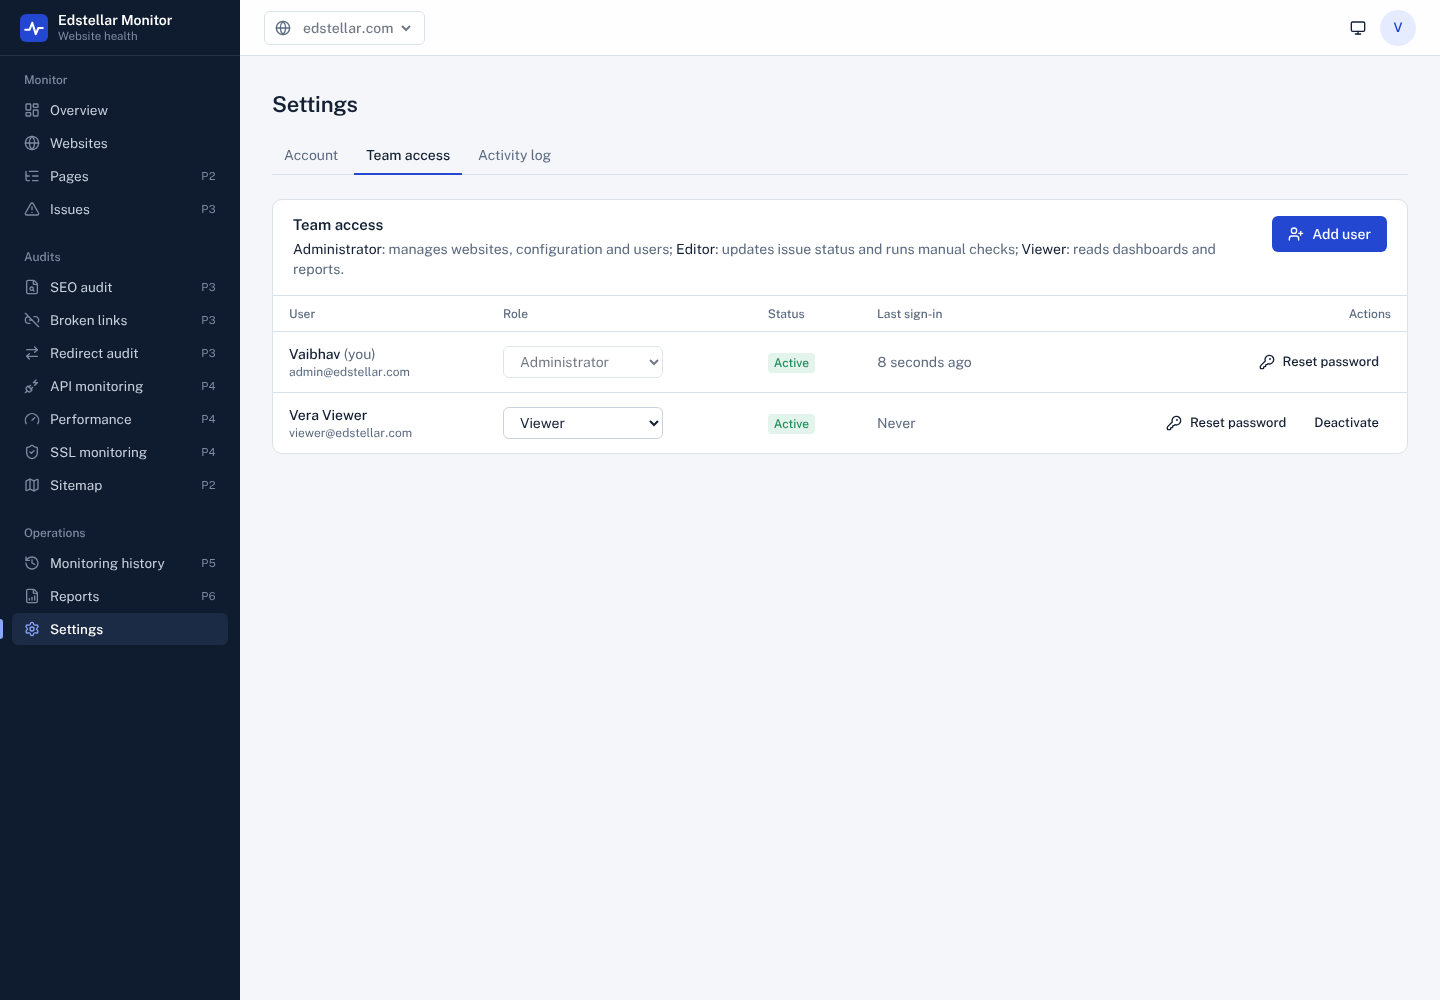 Edstellar Monitor
Website health
edstellar.com
V
Monitor
Overview
Websites
Pages P2
Issues P3
Audits
SEO audit P3
Broken links P3
Redirect audit P3
API monitoring P4
Performance P4
SSL monitoring P4
Sitemap P2
Operations
Monitoring history P5
Reports P6
Settings
Settings
Account Team access Activity log
Team access
Administrator: manages websites, configuration and users; Editor: updates issue status and runs manual checks; Viewer: reads dashboards and
reports.
Add user
User Role Status Last sign-in Actions
Vaibhav (you)
admin@edstellar.com
Administrator Active 8 seconds ago Reset password
Vera Viewer
viewer@edstellar.com
Viewer Active Never Reset password Deactivate